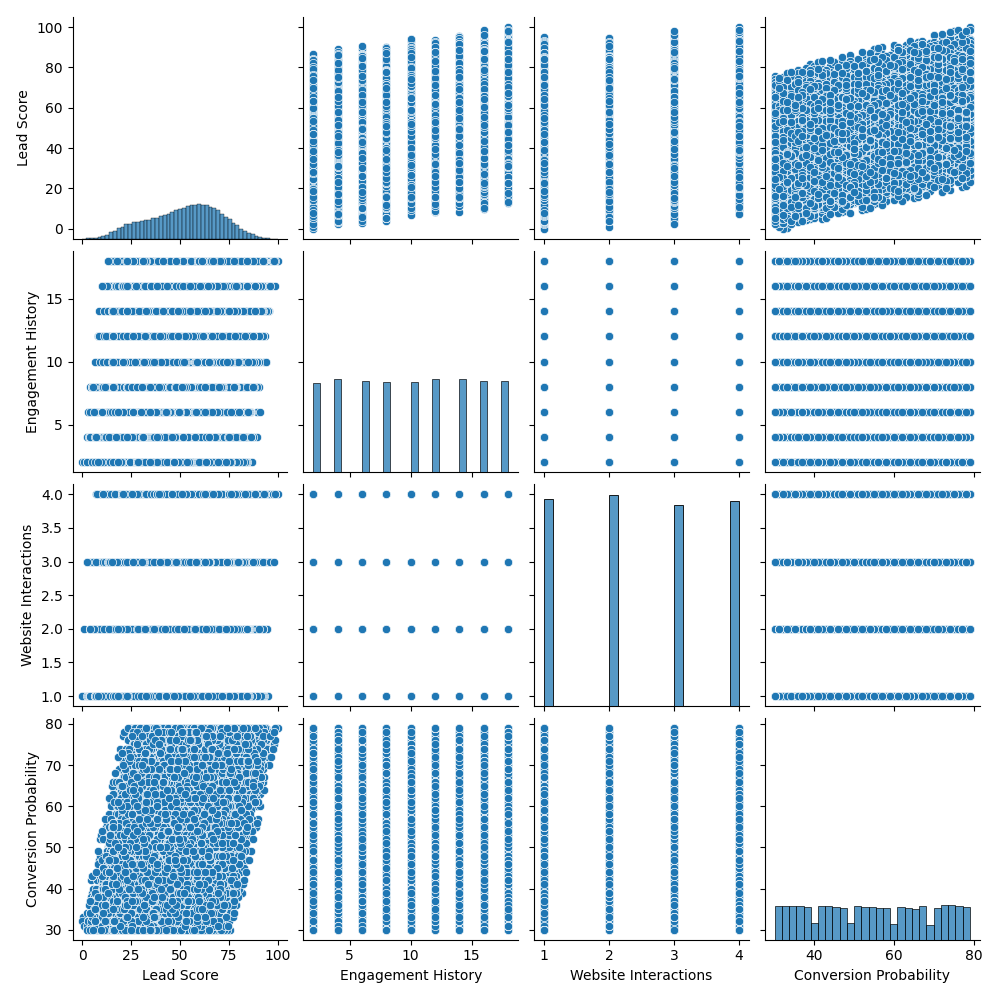 100
80
60
40
20
0
Lead Score
15
10
5
Engagement History
4.0
3.5
3.0
2.5
2.0
1.5
1.0
Website Interactions
80
70
60
50
40
30
Conversion Probability
0 25 50 75 100
5 10 15
1 2 3 4
40 60 80
Lead Score Engagement History Website Interactions Conversion Probability